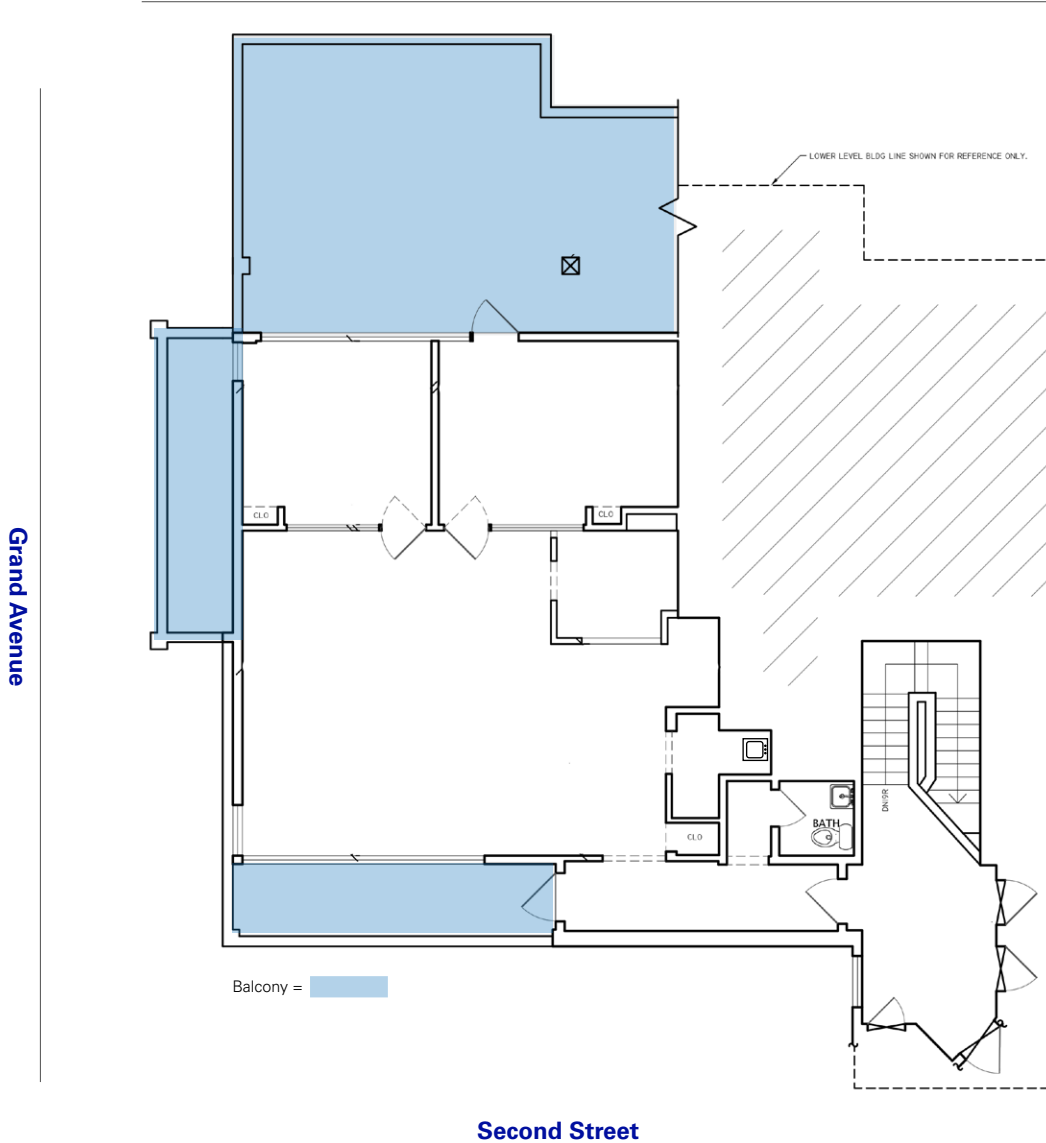 LOWER LEVEL BLDG LINE SHOWN FOR REFERENCE ONLY.
CLO
CLO
Grand Avenue
DN19R
BATH
CLO
Balcony =
Second Street